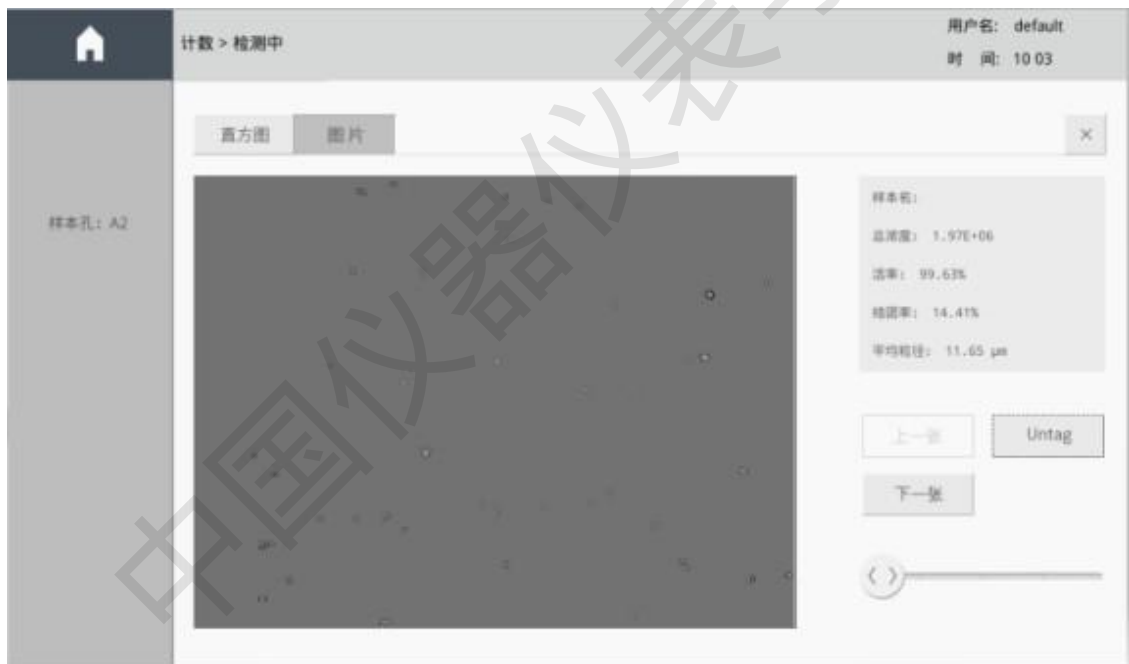 计数 > 检测中
用户名: default
时 间: 10 03
样本孔: A2
直方图
图片
×
样本名:
总浓度: 1.97E+06
活率: 99.63%
结团率: 14.41%
平均粒径: 11.65 μm
上一张
Untag
下一张
中国仪器仪表学